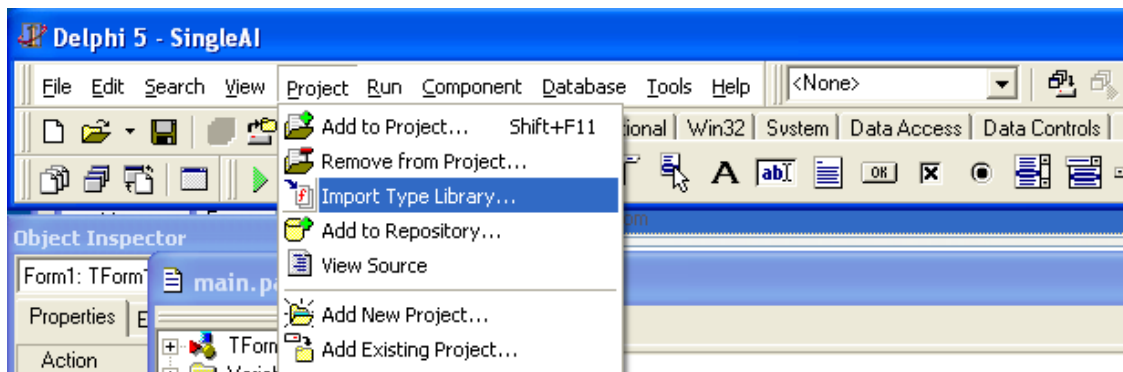 Delphi 5 - SingleAI
File Edit Search View Project Run Component Database Tools Help <None>
Add to Project... Shift+F11
Win32 System Data Access Data Controls
Remove from Project...
A ab OK
Import Type Library...
Object Inspector
Add to Repository...
Form1: TForm1
main.pa
View Source
Properties E
Add New Project...
TForm
Action
Add Existing Project...